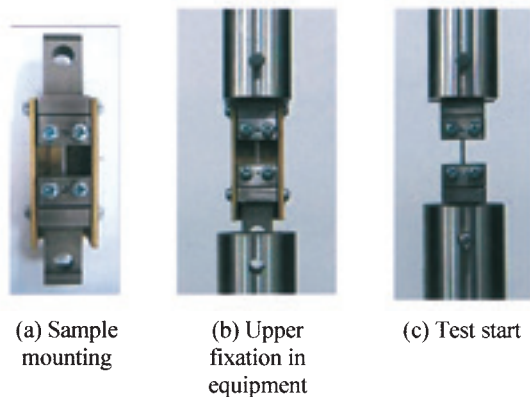 (a) Sample
mounting
(b) Upper
fixation in
equipment
(c) Test start